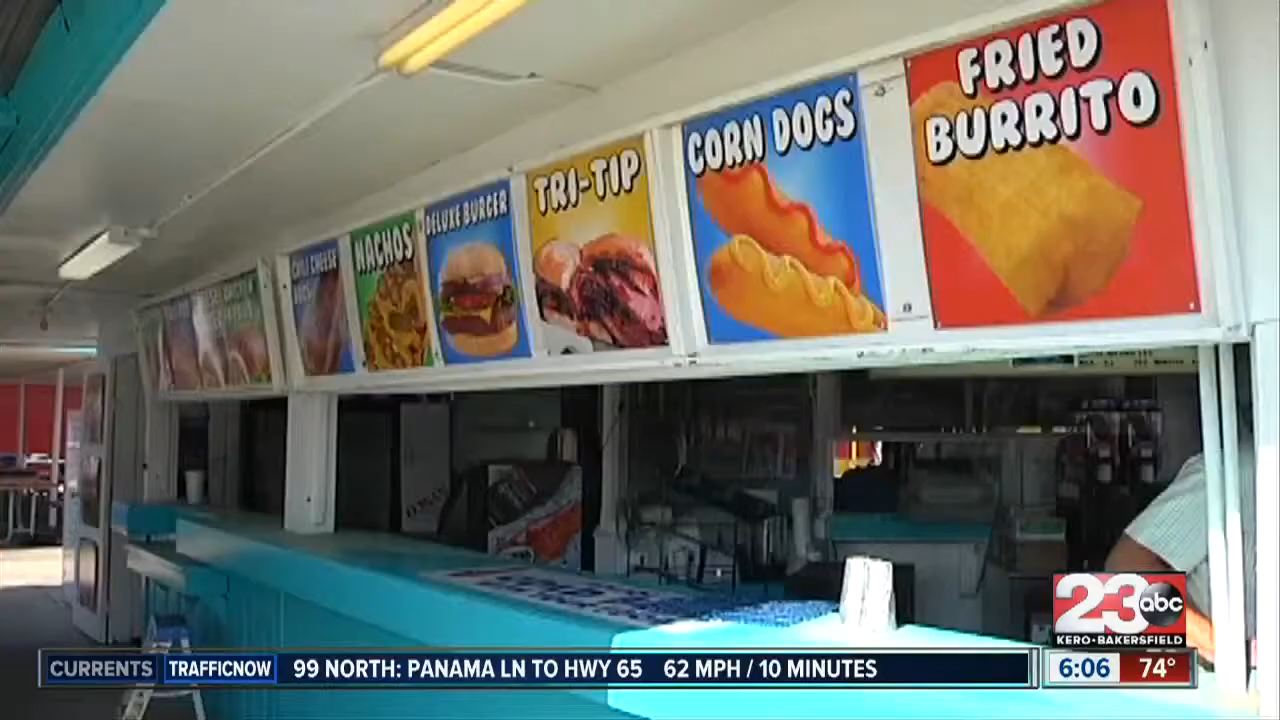 FRIED
BURRITO
CORN DOGS
TRI-TIP
DELUXE BURGER
NACHOS
CHILI CHEESE
DOGS
23 abc
KERO-BAKERSFIELD
CURRENTS TRAFFICNOW 99 NORTH: PANAMA LN TO HWY 65 62 MPH / 10 MINUTES
6:06 74°